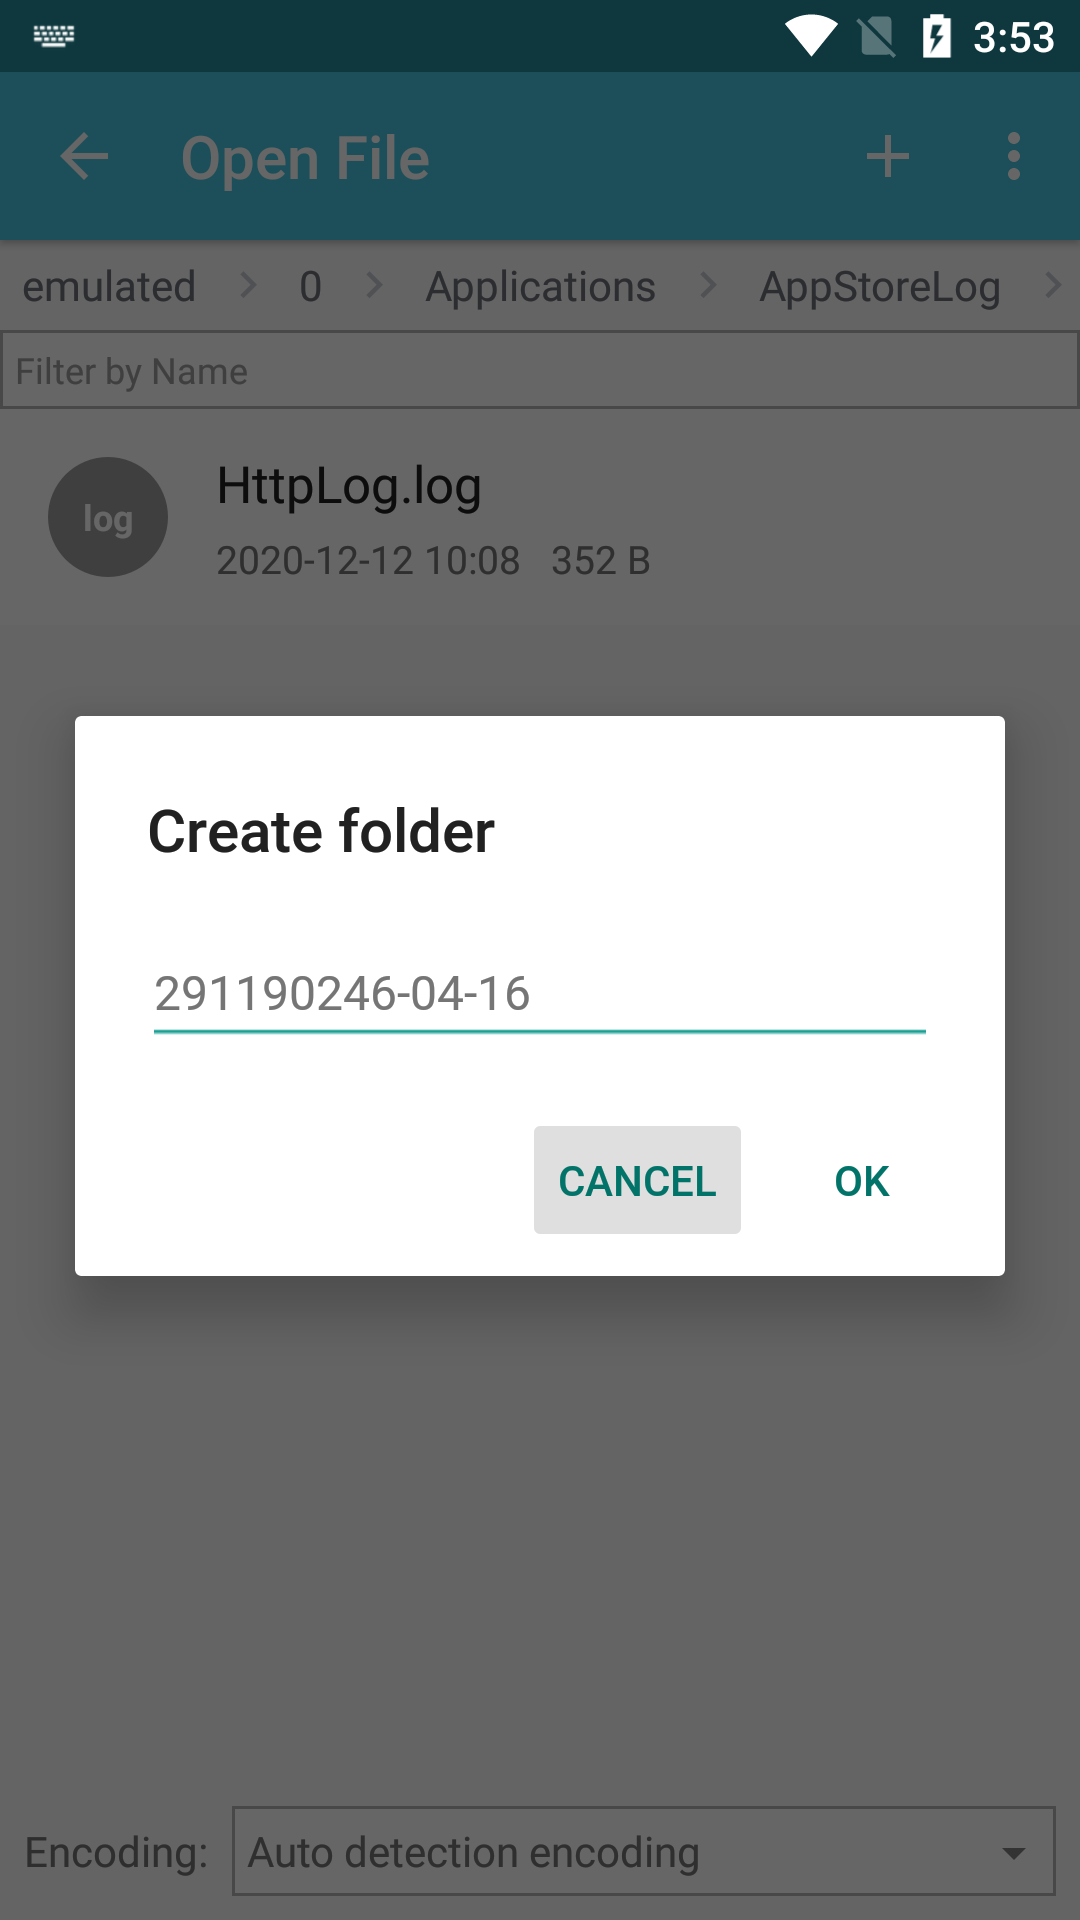 3:53
Open File
emulated 0 Applications AppStoreLog
Filter by Name
log
HttpLog.log
2020-12-12 10:08 352 B
Create folder
291190246-04-16
CANCEL OK
Encoding: Auto detection encoding